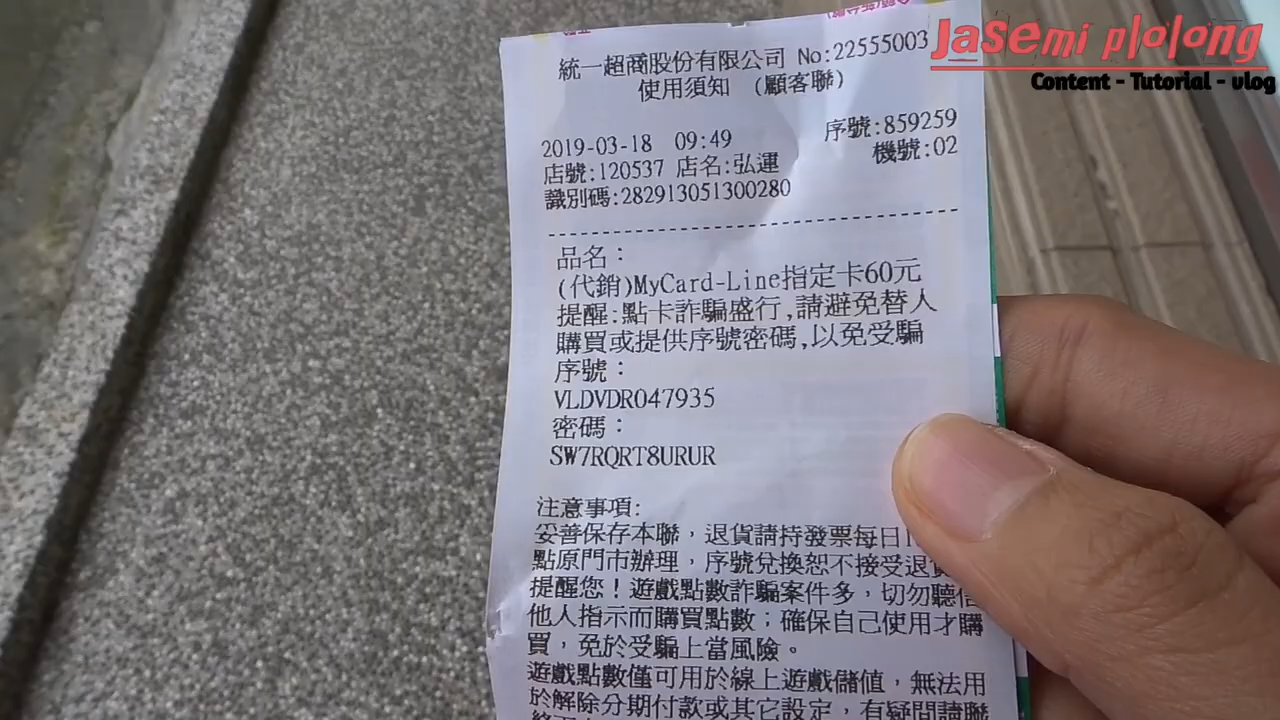 JaSemi plolong
Content - Tutorial - vlog
統一超商股份有限公司 No:22555003
使用須知 (顧客聯)
2019-03-18 09:49 序號:859259
店號:120537 店名:弘運 機號:02
識別碼:282913051300280
品名:
(代銷)MyCard-Line指定卡60元
提醒:點卡詐騙盛行,請避免替人
購買或提供序號密碼,以免受騙
序號:
VLDVDR047935
密碼:
SW7RQRT8URUR
注意事項:
妥善保存本聯，退貨請持發票每日
點原門市辦理，序號兌換恕不接受退貨
提醒您！遊戲點數詐騙案件多，切勿聽信
他人指示而購買點數；確保自己使用才購
買，免於受騙上當風險。
遊戲點數僅可用於線上遊戲儲值，無法用
於解除分期付款或其它設定，有疑問請聯